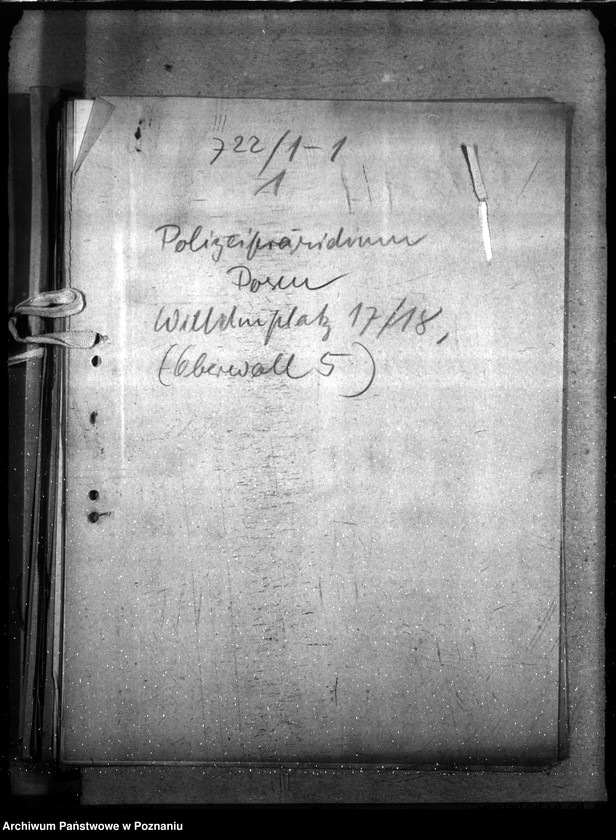 722/1-1
1
Polizeipräsidium
Posen
Wilhelmplatz 17/18,
(Oberwall 5)
Archiwum Państwowe w Poznaniu